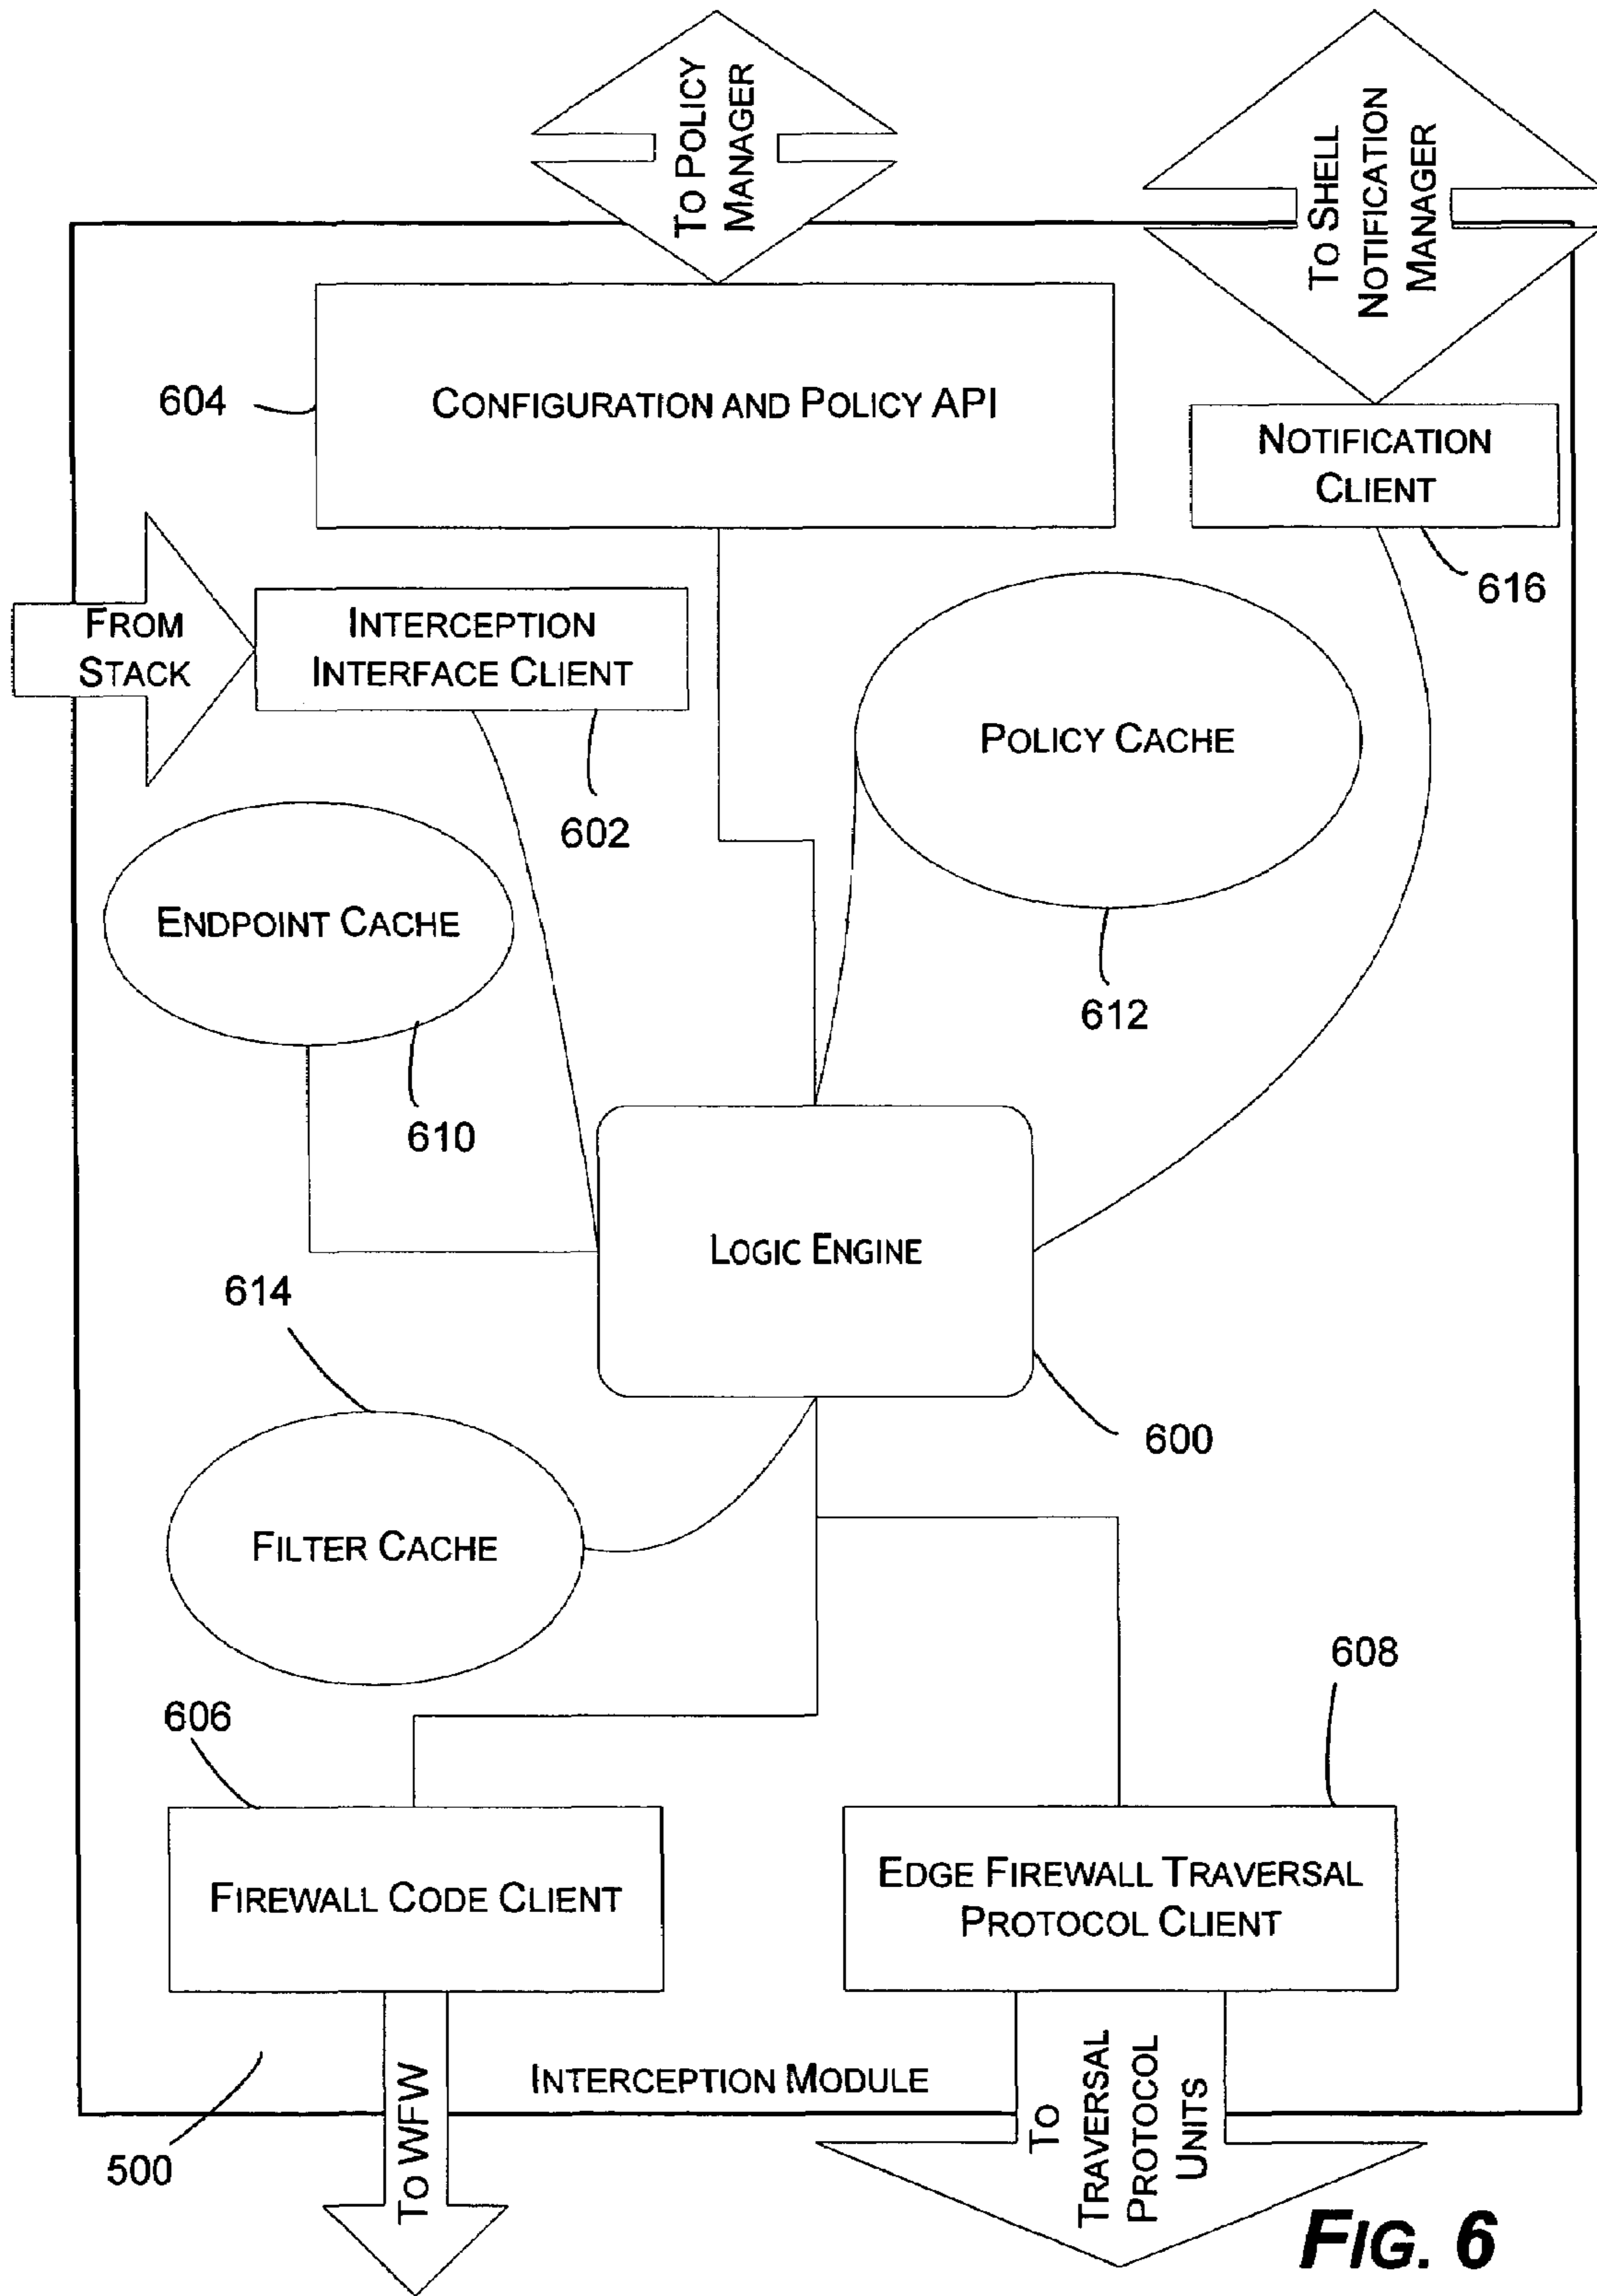 TO POLICY
MANAGER
TO SHELL
NOTIFICATION
MANAGER
604
CONFIGURATION AND POLICY API
NOTIFICATION
CLIENT
616
FROM
STACK
INTERCEPTION
INTERFACE CLIENT
602
POLICY CACHE
612
ENDPOINT CACHE
610
LOGIC ENGINE
600
614
FILTER CACHE
606
FIREWALL CODE CLIENT
608
EDGE FIREWALL TRAVERSAL
PROTOCOL CLIENT
500
INTERCEPTION MODULE
TO WFW
TO
TRAVERSAL
PROTOCOL
UNITS
FIG. 6